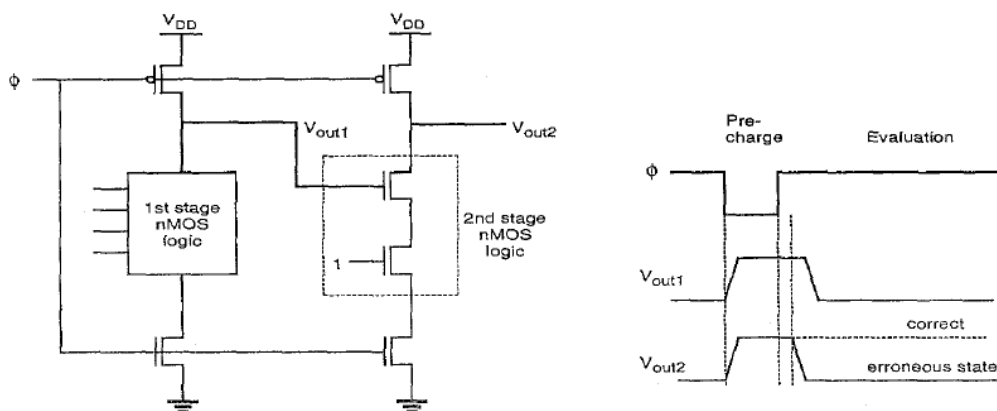 V_DD
V_DD
ϕ
V_out1
V_out2
1st stage
nMOS
logic
2nd stage
nMOS
logic
1
Pre-
charge
Evaluation
ϕ
V_out1
correct
V_out2
erroneous state